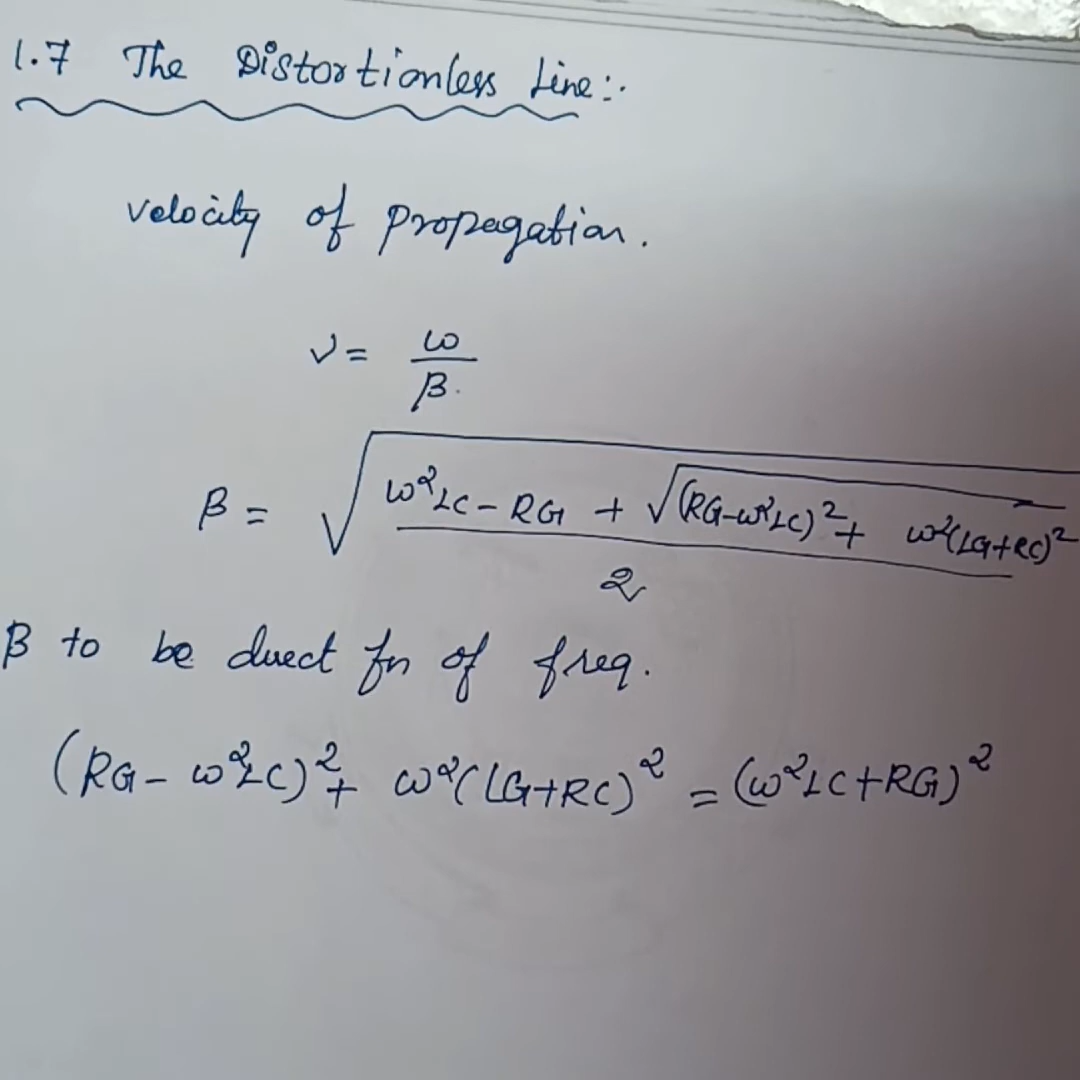 1.7 The Distortionless Line:-
velocity of propagation.
ν = ω/β.
β = √((ω²LC - RG + √((RG-ω²LC)² + ω²(LG+RC)²))/2)
β to be direct fn of freq.
(RG - ω²LC)² + ω²(LG+RC)² = (ω²LC+RG)²